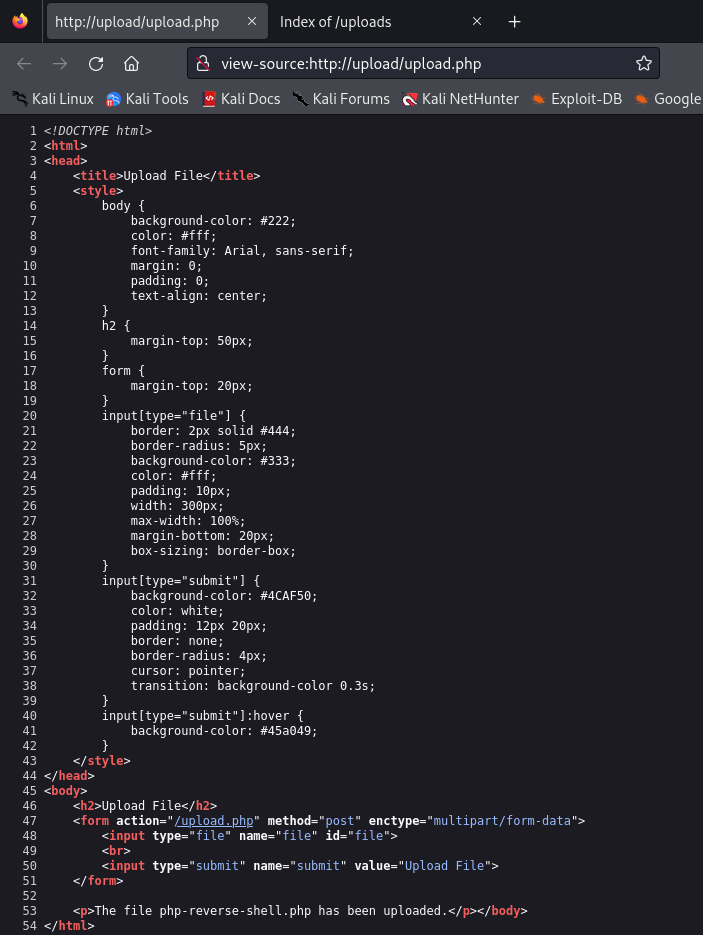 http://upload/upload.php
Index of /uploads
view-source:http://upload/upload.php
Kali Linux Kali Tools Kali Docs Kali Forums Kali NetHunter Exploit-DB Google
1 <!DOCTYPE html>
2 <html>
3 <head>
4     <title>Upload File</title>
5     <style>
6         body {
7             background-color: #222;
8             color: #fff;
9             font-family: Arial, sans-serif;
10             margin: 0;
11             padding: 0;
12             text-align: center;
13         }
14         h2 {
15             margin-top: 50px;
16         }
17         form {
18             margin-top: 20px;
19         }
20         input[type="file"] {
21             border: 2px solid #444;
22             border-radius: 5px;
23             background-color: #333;
24             color: #fff;
25             padding: 10px;
26             width: 300px;
27             max-width: 100%;
28             margin-bottom: 20px;
29             box-sizing: border-box;
30         }
31         input[type="submit"] {
32             background-color: #4CAF50;
33             color: white;
34             padding: 12px 20px;
35             border: none;
36             border-radius: 4px;
37             cursor: pointer;
38             transition: background-color 0.3s;
39         }
40         input[type="submit"]:hover {
41             background-color: #45a049;
42         }
43     </style>
44 </head>
45 <body>
46     <h2>Upload File</h2>
47     <form action="/upload.php" method="post" enctype="multipart/form-data">
48         <input type="file" name="file" id="file">
49         <br>
50         <input type="submit" name="submit" value="Upload File">
51     </form>
52
53     <p>The file php-reverse-shell.php has been uploaded.</p></body>
54 </html>